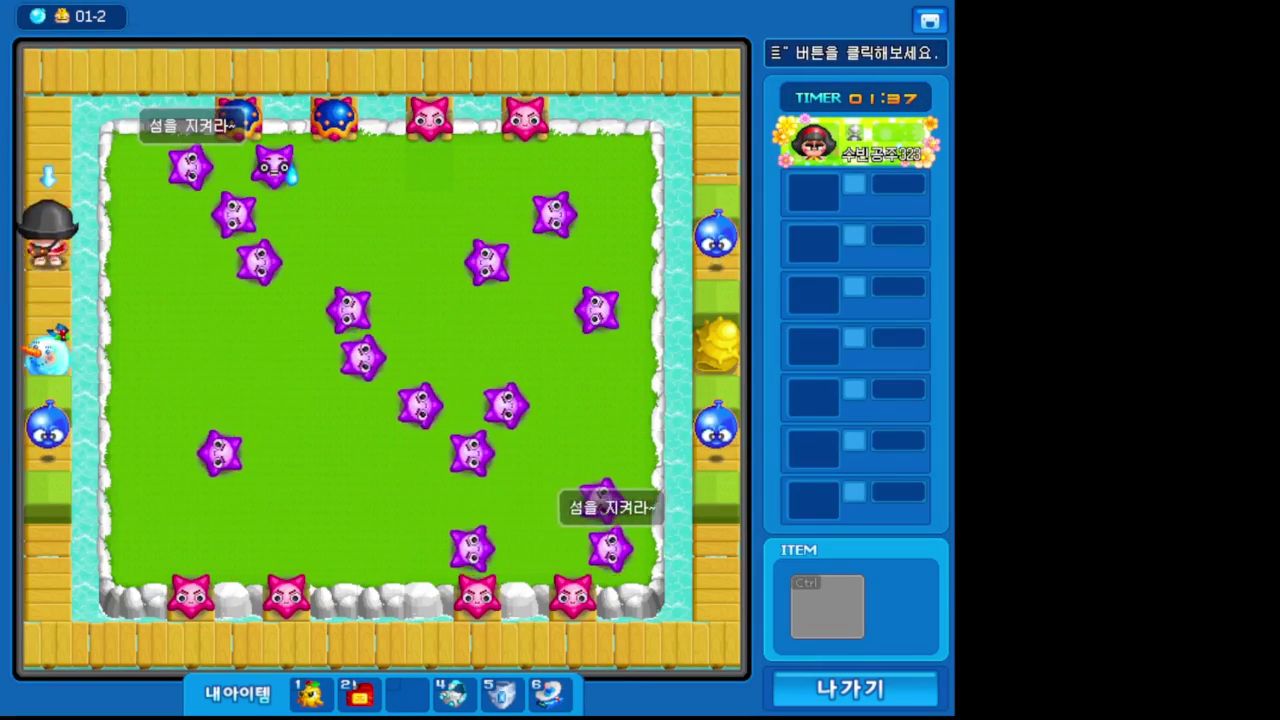 01-2
버튼을 클릭해보세요.
TIMER 01:37
수빈공주323
섬을 지켜라~
섬을 지켜라~
ITEM
Ctrl
내아이템
1
2
4
5
6
나가기